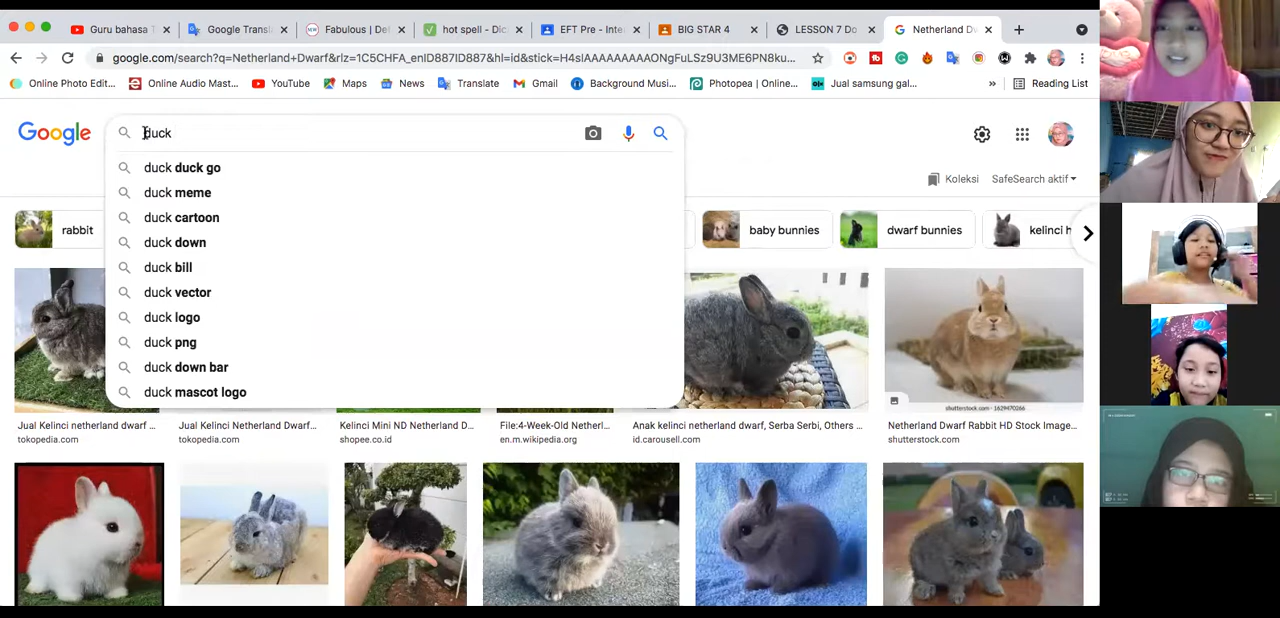 Guru bahasa T
Google Transl
Fabulous | Def
hot spell - Dic
EFT Pre - Inte
BIG STAR 4
LESSON 7 Do
Netherland D
google.com/search?q=Netherland+Dwarf&rlz=1C5CHFA_enID887ID887&hl=id&stick=H4sIAAAAAAAAONgFuLSz9U3ME6PN8ku...
Online Photo Edit...
Online Audio Mast...
YouTube
Maps
News
Translate
Gmail
Background Musi...
Photopea | Online...
Jual samsung gal...
»
Reading List
Google
duck
duck duck go
duck meme
duck cartoon
duck down
duck bill
duck vector
duck logo
duck png
duck down bar
duck mascot logo
Koleksi
SafeSearch aktif
rabbit
baby bunnies
dwarf bunnies
kelinci h
shutterstock.com · 1629470266
Jual Kelinci netherland dwarf ...
tokopedia.com
Jual Kelinci Netherland Dwarf...
tokopedia.com
Kelinci Mini ND Netherland D...
shopee.co.id
File:4-Week-Old Netherl...
en.m.wikipedia.org
Anak kelinci netherland dwarf, Serba Serbi, Others ...
id.carousell.com
Netherland Dwarf Rabbit HD Stock Image...
shutterstock.com